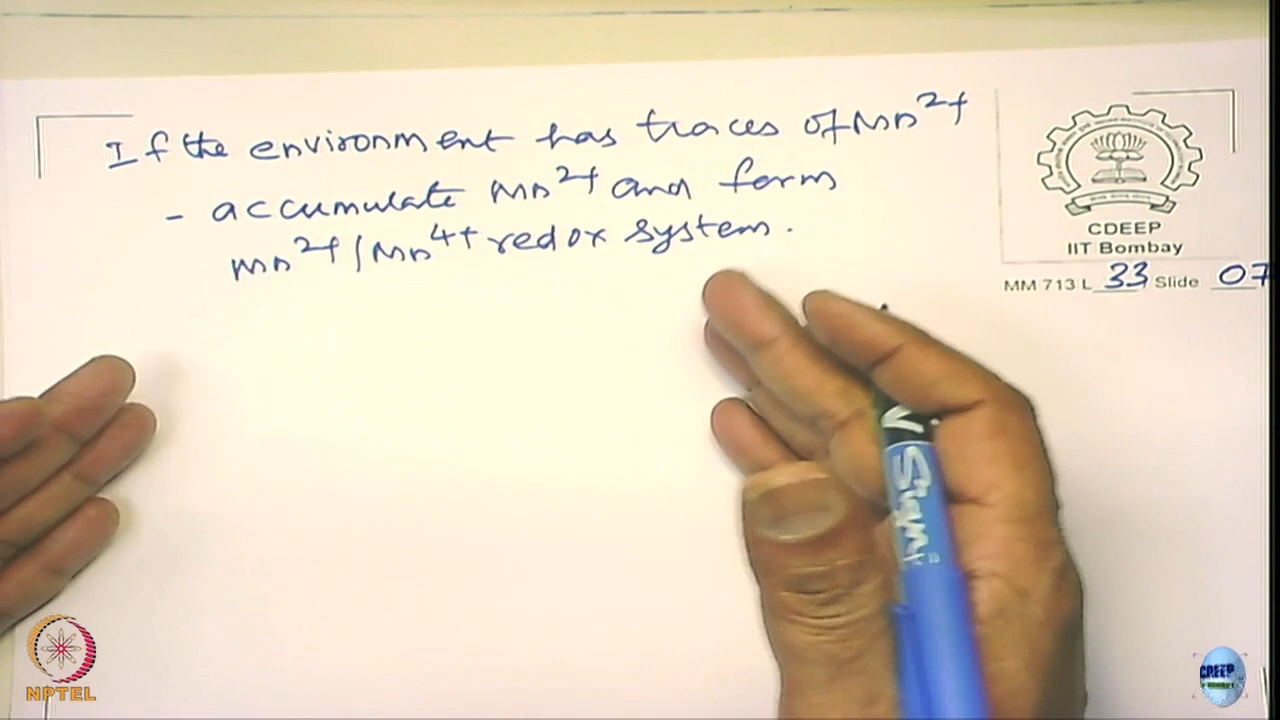 If the environment has traces of Mn²⁺
- accumulate Mn²⁺ and form
Mn²⁺/Mn⁴⁺ redox system.
CDEEP
IIT Bombay
MM 713 L 33 Slide 07
NPTEL
CDEEP